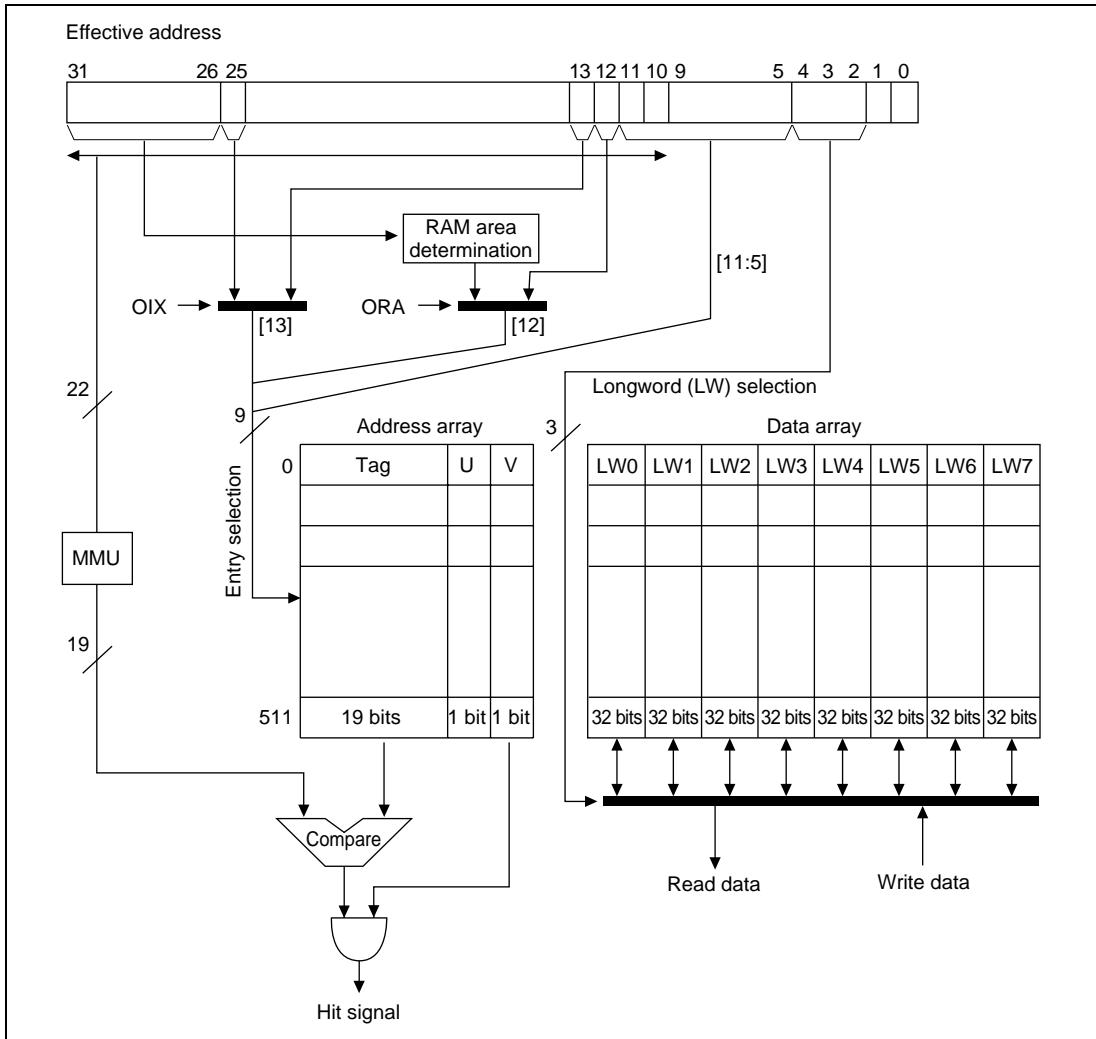 Effective address
31 26 25 13 12 11 10 9 5 4 3 2 1 0
RAM area
determination
[11:5]
OIX
ORA
[13]
[12]
22
Longword (LW) selection
9
3
Address array
Data array
0 Tag U V
LW0 LW1 LW2 LW3 LW4 LW5 LW6 LW7
Entry selection
MMU
19
511 19 bits 1 bit 1 bit
32 bits 32 bits 32 bits 32 bits 32 bits 32 bits 32 bits 32 bits
Compare
Read data
Write data
Hit signal